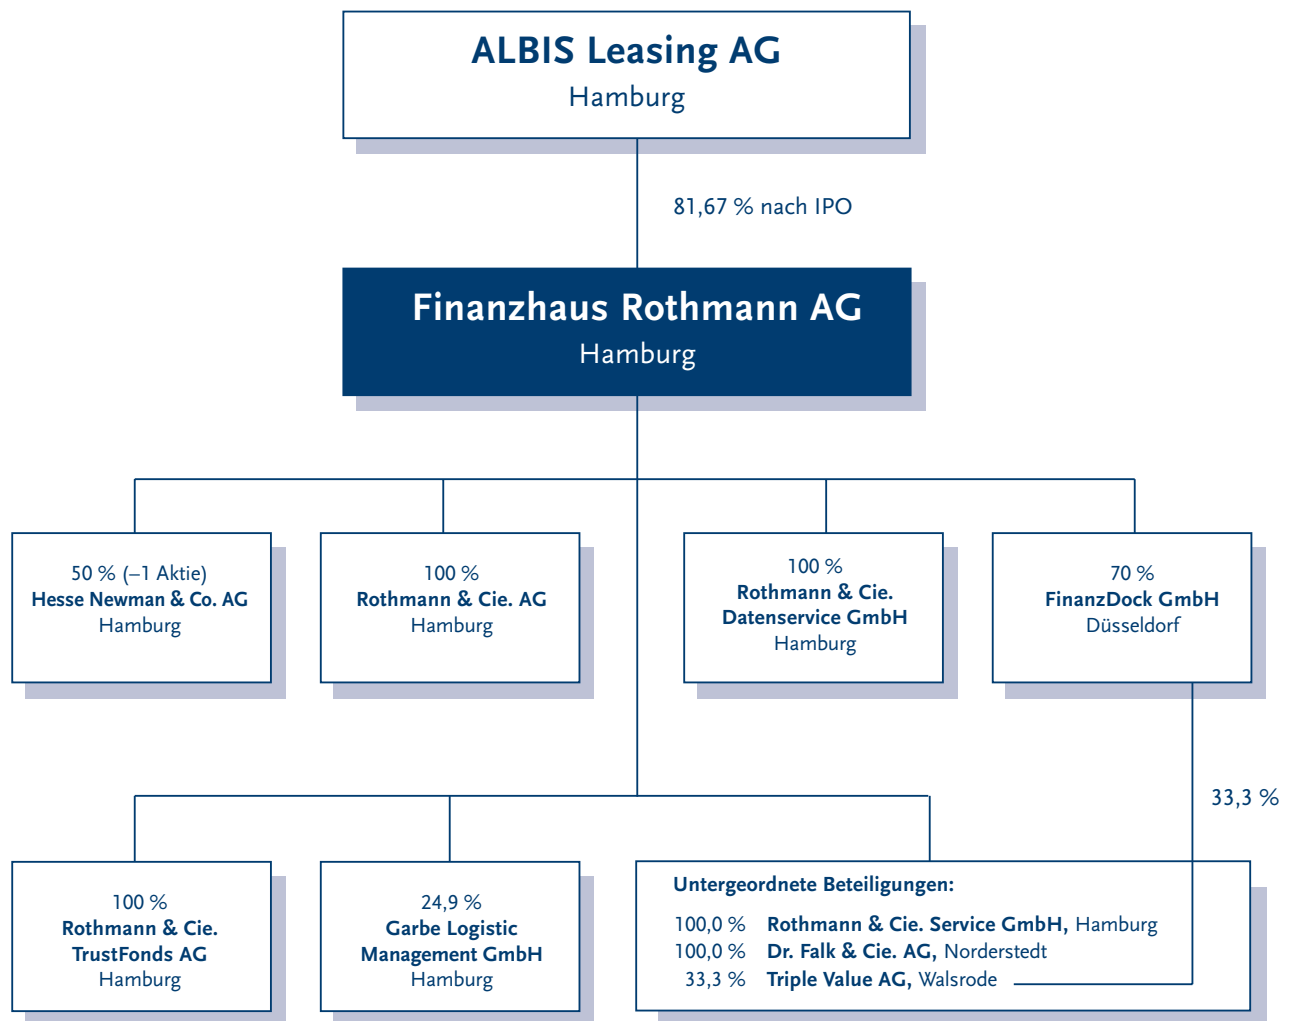 ALBIS Leasing AG
Hamburg
81,67 % nach IPO
Finanzhaus Rothmann AG
Hamburg
50 % (–1 Aktie)
Hesse Newman & Co. AG
Hamburg
100 %
Rothmann & Cie. AG
Hamburg
100 %
Rothmann & Cie.
Datenservice GmbH
Hamburg
70 %
FinanzDock GmbH
Düsseldorf
33,3 %
100 %
Rothmann & Cie.
TrustFonds AG
Hamburg
24,9 %
Garbe Logistic
Management GmbH
Hamburg
Untergeordnete Beteiligungen:
100,0 % Rothmann & Cie. Service GmbH, Hamburg
100,0 % Dr. Falk & Cie. AG, Norderstedt
33,3 % Triple Value AG, Walsrode